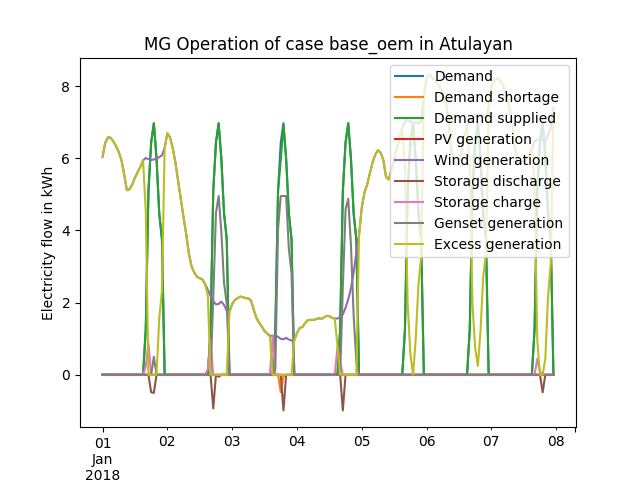 MG Operation of case base_oem in Atulayan
Electricity flow in kWh
8
6
4
2
0
Demand
Demand shortage
Demand supplied
PV generation
Wind generation
Storage discharge
Storage charge
Genset generation
Excess generation
01 02 03 04 05 06 07 08
Jan
2018